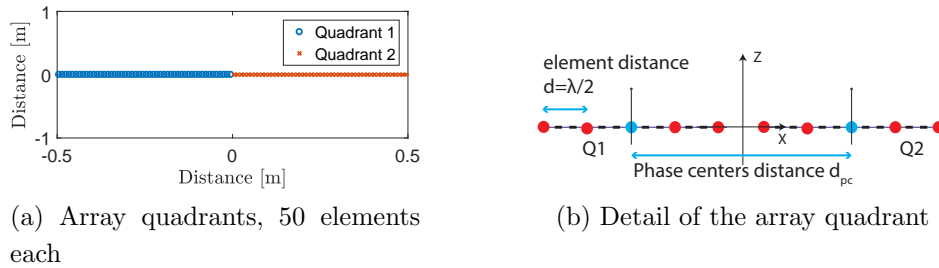 1
0
-1
Distance [m]
-0.5
0
0.5
Distance [m]
Quadrant 1
Quadrant 2
(a) Array quadrants, 50 elements
each
element distance
d=λ/2
Z
X
Q1
Q2
Phase centers distance dpc
(b) Detail of the array quadrant